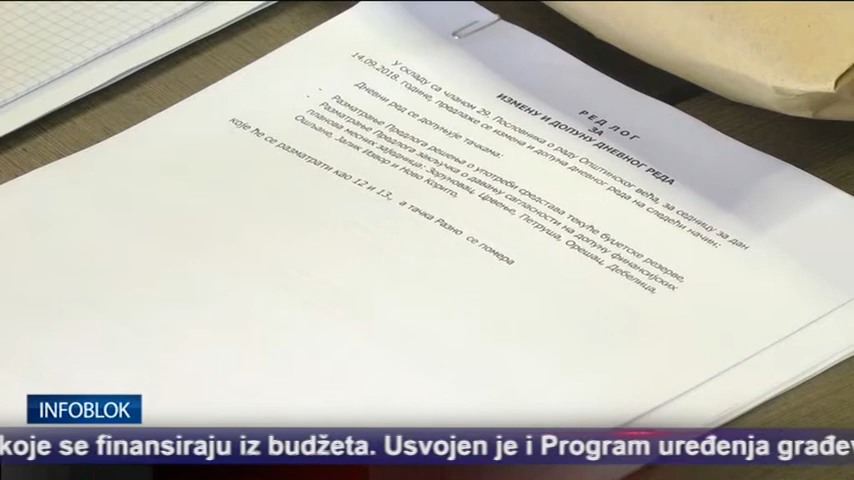 РЕДЛОГ
ЗА
ИЗМЕНУ И ДОПУНУ ДНЕВНОГ РЕДА
У складу са чланом 29. Пословника о раду Општинског већа, за седницу за дан
14.09.2018. године, предлаже се измена и допуна дневног реда на следећи начин:
Дневни ред се допуњује тачкама:
- Разматрање Предлога решења о употреби средстава текуће буџетске резерве,
- Разматрање Предлога закључка о давању сагласности на допуну финансијских
Планова месних заједница: Заруновац, Црвење, Петруша, Орешац, Дебелица,
Ошљане, Јалик Извор и Ново Корито.
које ће се разматрати као 12 и 13., а тачка Разно се помера
INFOBLOK
koje se finansiraju iz budžeta. Usvojen je i Program uređenja građev